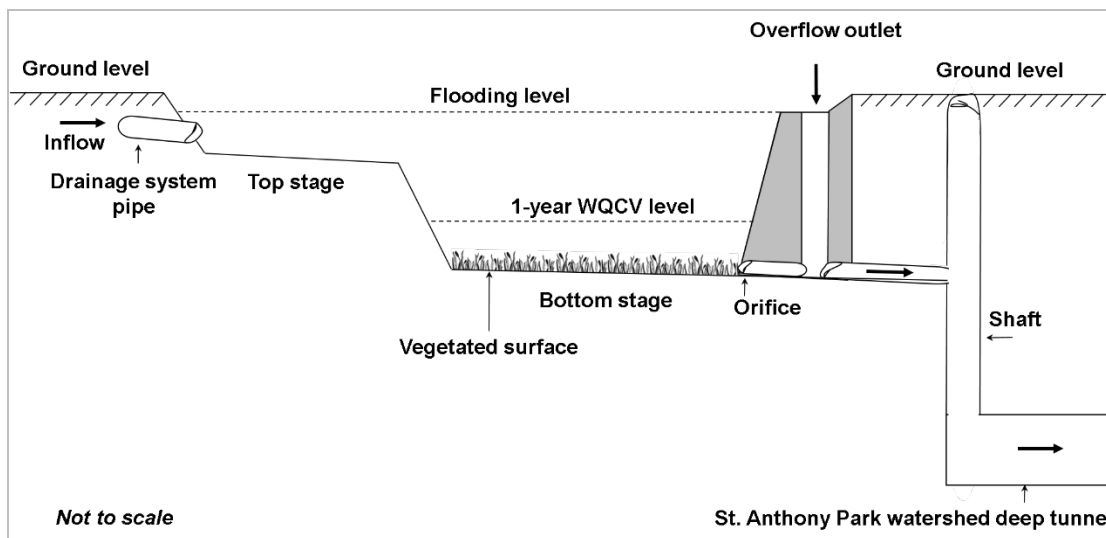 Overflow outlet
Ground level
Ground level
Flooding level
Inflow
Drainage system
pipe
Top stage
1-year WQCV level
Bottom stage
Orifice
Shaft
Vegetated surface
Not to scale
St. Anthony Park watershed deep tunnel